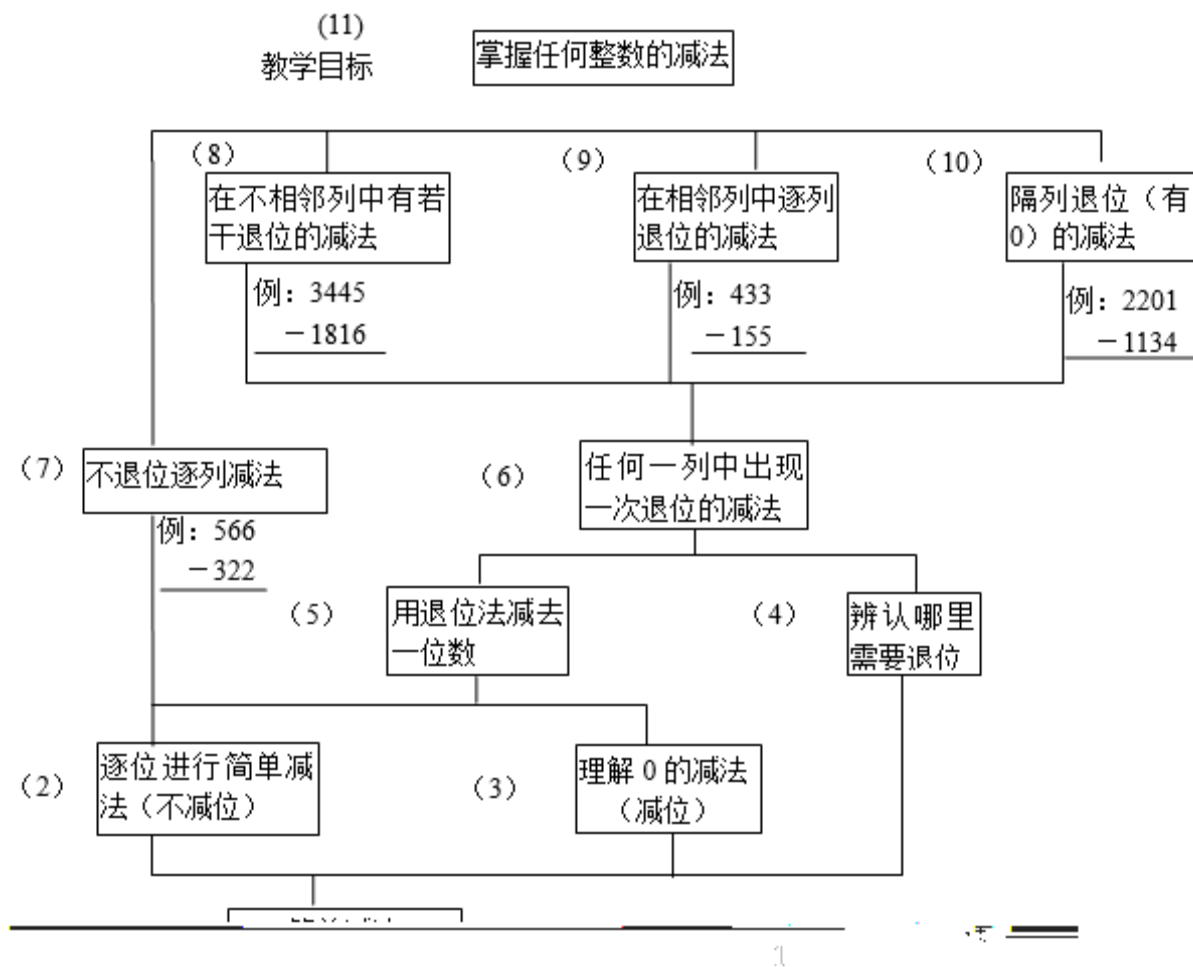 (11)
教学目标
掌握任何整数的减法
(8)
在不相邻列中有若
干退位的减法
例：3445
－1816
(9)
在相邻列中逐列
退位的减法
例：433
－155
(10)
隔列退位（有
0）的减法
例：2201
－1134
(7)
不退位逐列减法
例：566
－322
(6)
任何一列中出现
一次退位的减法
(5)
用退位法减去
一位数
(4)
辨认哪里
需要退位
(2)
逐位进行简单减
法（不减位）
(3)
理解 0 的减法
（减位）